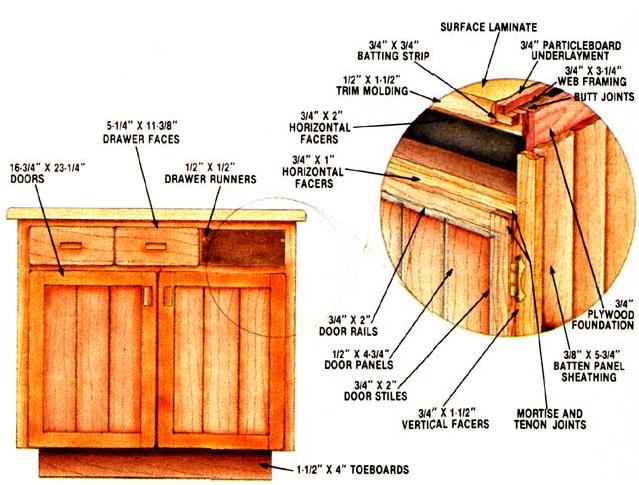 SURFACE LAMINATE
3/4" X 3/4"
BATTING STRIP
3/4" PARTICLEBOARD
UNDERLAYMENT
3/4" X 3-1/4"
WEB FRAMING
1/2" X 1-1/2"
TRIM MOLDING
BUTT JOINTS
3/4" X 2"
HORIZONTAL
FACERS
5-1/4" X 11-3/8"
DRAWER FACES
3/4" X 1"
HORIZONTAL
FACERS
16-3/4" X 23-1/4"
DOORS
1/2" X 1/2"
DRAWER RUNNERS
3/4" X 2"
DOOR RAILS
3/4"
PLYWOOD
FOUNDATION
1/2" X 4-3/4"
DOOR PANELS
3/8" X 5-3/4"
BATTEN PANEL
SHEATHING
3/4" X 2"
DOOR STILES
3/4" X 1-1/2"
VERTICAL FACERS
MORTISE AND
TENON JOINTS
1-1/2" X 4" TOEBOARDS